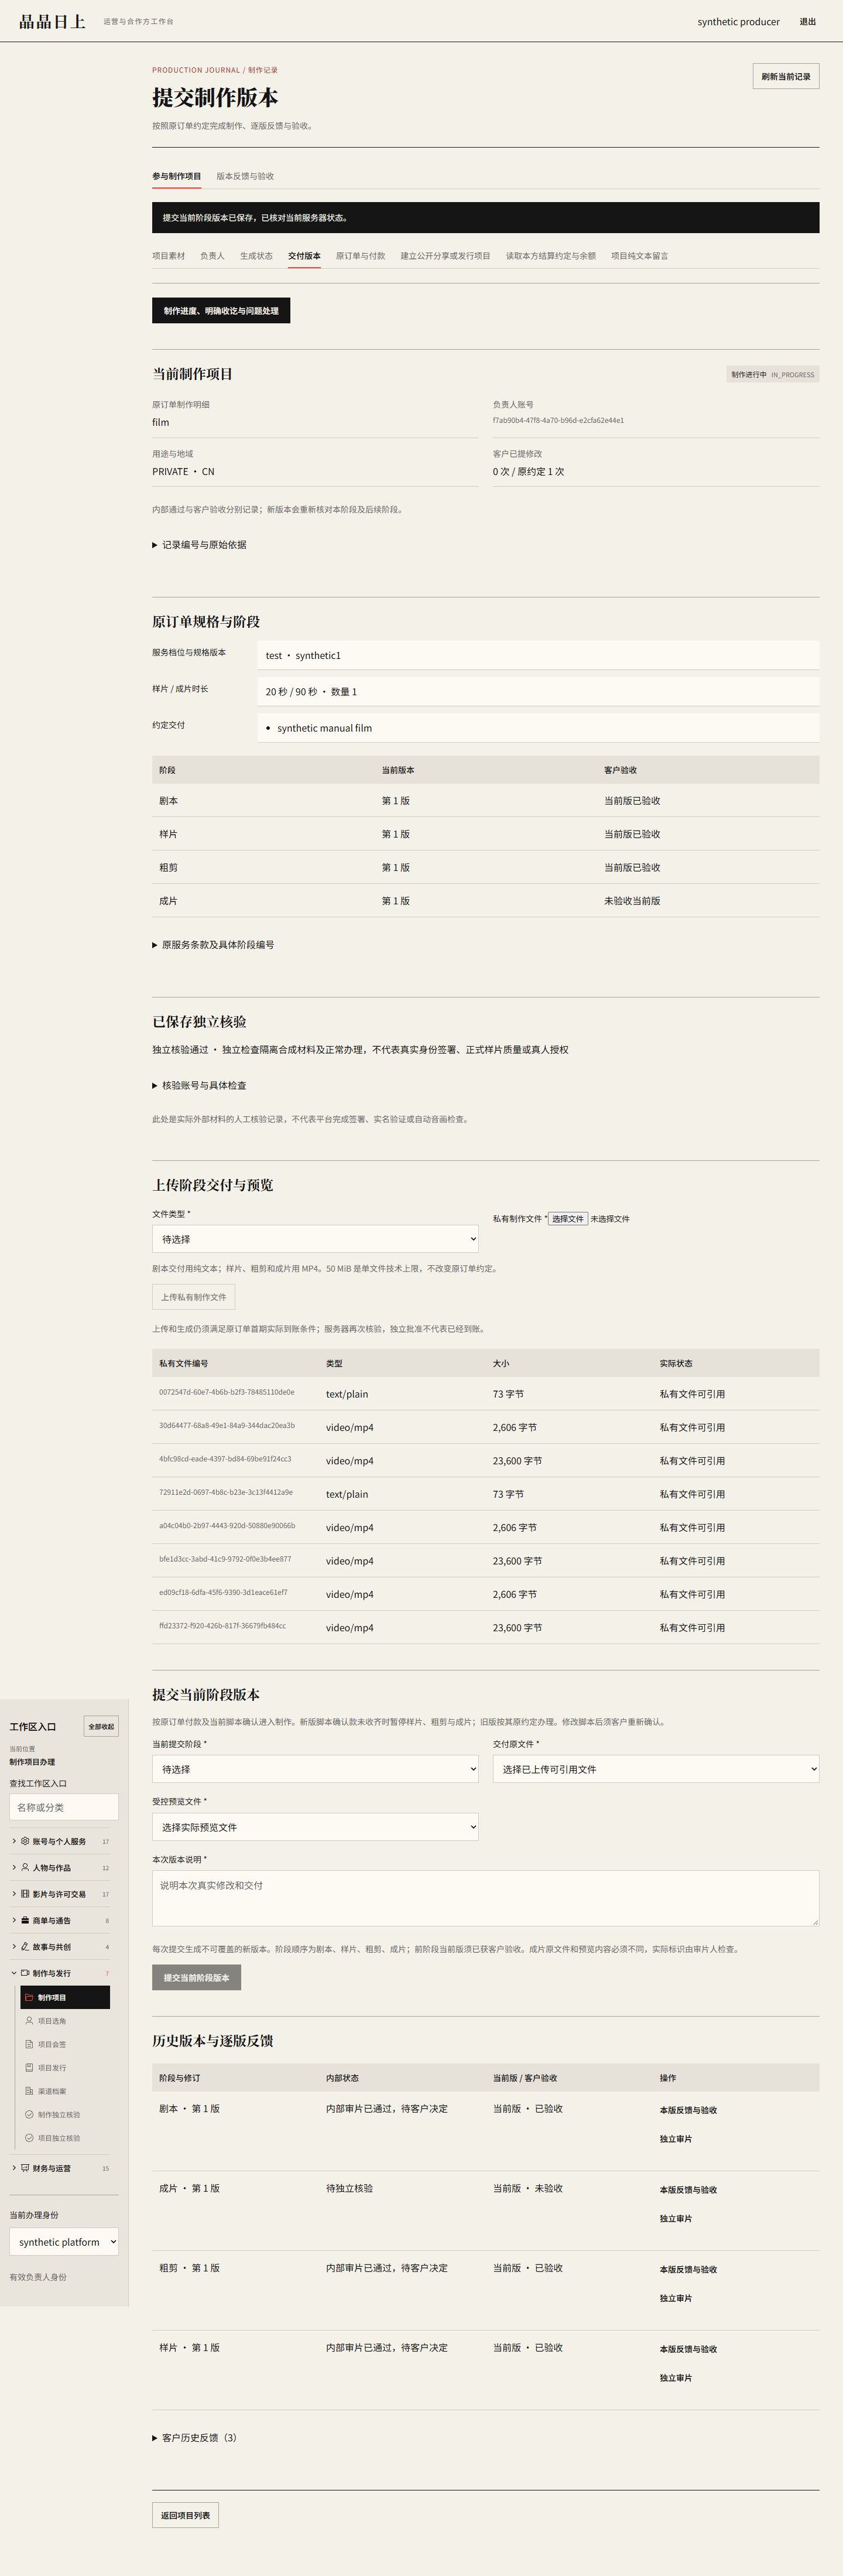 晶晶日上
运营与合作方工作台
synthetic producer
退出
PRODUCTION JOURNAL / 制作记录
提交制作版本
刷新当前记录
按照原订单约定完成制作、逐版反馈与验收。
参与制作项目 版本反馈与验收
提交当前阶段版本已保存，已核对当前服务器状态。
项目素材 负责人 生成状态 交付版本 原订单与付款 建立公开分享或发行项目 读取本方结算约定与余额 项目纯文本留言
制作进度、明确收讫与问题处理
当前制作项目
制作进行中 IN_PROGRESS
原订单制作明细
film
负责人账号
f7ab90b4-47f8-4a70-b96d-e2cfa62e44e1
用途与地域
PRIVATE · CN
客户已提修改
0 次 / 原约定 1 次
内部通过与客户验收分别记录；新版本会重新核对本阶段及后续阶段。
▶ 记录编号与原始依据
原订单规格与阶段
服务档位与规格版本 test · synthetic1
样片 / 成片时长 20 秒 / 90 秒 · 数量 1
约定交付 • synthetic manual film
阶段 当前版本 客户验收
剧本 第 1 版 当前版已验收
样片 第 1 版 当前版已验收
粗剪 第 1 版 当前版已验收
成片 第 1 版 未验收当前版
▶ 原服务条款及具体阶段编号
已保存独立核验
独立核验通过 · 独立检查隔离合成材料及正常办理，不代表真实身份签署、正式样片质量或真人授权
▶ 核验账号与具体检查
此处是实际外部材料的人工核验记录，不代表平台完成签署、实名验证或自动音画检查。
上传阶段交付与预览
文件类型 *
待选择
私有制作文件 * 选择文件 未选择文件
剧本交付用纯文本；样片、粗剪和成片用 MP4。50 MiB 是单文件技术上限，不改变原订单约定。
上传私有制作文件
上传和生成仍须满足原订单首期实际到账条件；服务器再次核验，独立批准不代表已经到账。
私有文件编号 类型 大小 实际状态
0072547d-60e7-4b6b-b2f3-78485110de0e text/plain 73 字节 私有文件可引用
30d64477-68a8-49e1-84a9-344dac20ea3b video/mp4 2,606 字节 私有文件可引用
4bfc98cd-eade-4397-bd84-69be91f24cc3 video/mp4 23,600 字节 私有文件可引用
72911e2d-0697-4b8c-b23e-3c13f4412a9e text/plain 73 字节 私有文件可引用
a04c04b0-2b97-4443-920d-50880e90066b video/mp4 2,606 字节 私有文件可引用
bfe1d3cc-3abd-41c9-9792-0f0e3b4ee877 video/mp4 23,600 字节 私有文件可引用
ed09cf18-6dfa-45f6-9390-3d1eace61ef7 video/mp4 2,606 字节 私有文件可引用
ffd23372-f920-426b-817f-36679fb484cc video/mp4 23,600 字节 私有文件可引用
提交当前阶段版本
按原订单付款及当前脚本确认进入制作。新版脚本确认款未收齐时暂停样片、粗剪与成片；旧版按其原约定办理。修改脚本后须客户重新确认。
当前提交阶段 *
待选择
交付原文件 *
选择已上传可引用文件
受控预览文件 *
选择实际预览文件
本次版本说明 *
说明本次真实修改和交付
每次提交生成不可覆盖的新版本。阶段顺序为剧本、样片、粗剪、成片；前阶段当前版须已获客户验收。成片原文件和预览内容必须不同，实际标识由审片人检查。
提交当前阶段版本
历史版本与逐版反馈
阶段与修订 内部状态 当前版 / 客户验收 操作
剧本 · 第 1 版 内部审片已通过，待客户决定 当前版 · 已验收 本版反馈与验收
独立审片
成片 · 第 1 版 待独立核验 当前版 · 未验收 本版反馈与验收
独立审片
粗剪 · 第 1 版 内部审片已通过，待客户决定 当前版 · 已验收 本版反馈与验收
独立审片
样片 · 第 1 版 内部审片已通过，待客户决定 当前版 · 已验收 本版反馈与验收
独立审片
▶ 客户历史反馈（3）
返回项目列表
工作区入口 全部收起
当前位置
制作项目办理
查找工作区入口
名称或分类
账号与个人服务 17
人物与作品 12
影片与许可交易 17
商单与通告 8
故事与共创 4
制作与发行 7
制作项目
项目选角
项目会签
项目发行
渠道档案
制作独立核验
项目独立核验
财务与运营 15
当前办理身份
synthetic platform
有效负责人身份